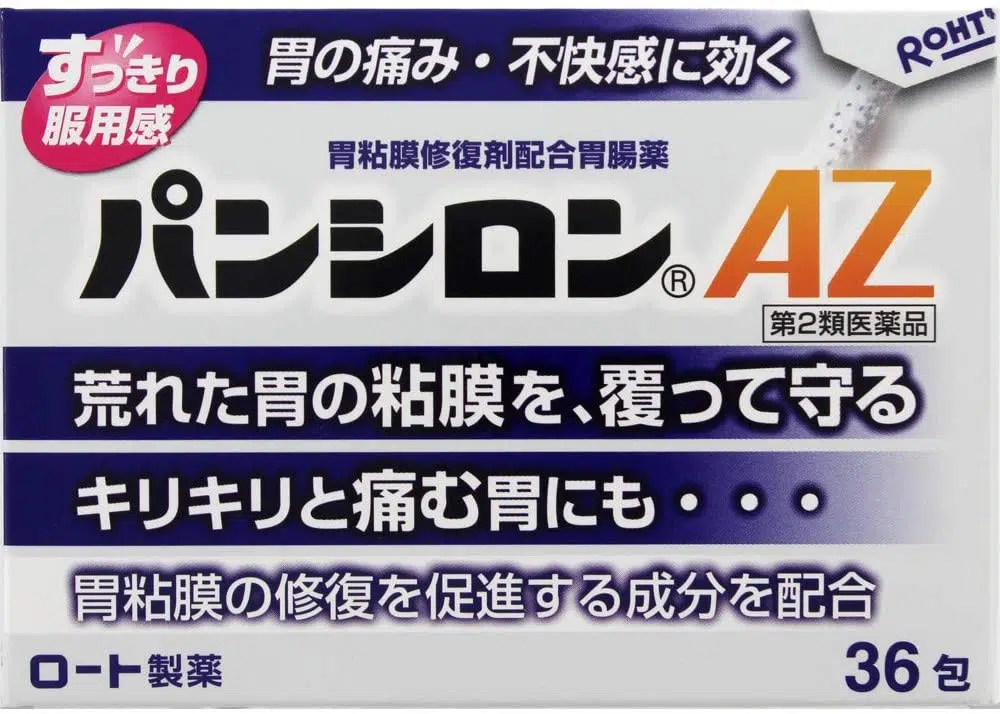 すっきり
服用感
胃の痛み・不快感に効く
ROHT
胃粘膜修復剤配合胃腸薬
パンシロン®AZ
第2類医薬品
荒れた胃の粘膜を、覆って守る
キリキリと痛む胃にも・・・
胃粘膜の修復を促進する成分を配合
ロート製薬
36包